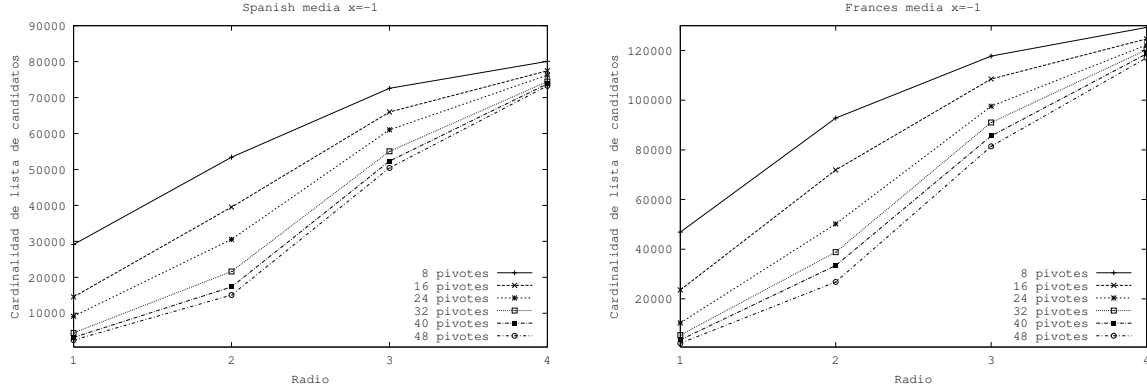 Spanish media x=-1
90000
80000
70000
60000
50000
40000
30000
20000
10000
Cardinalidad de lista de candidatos
8 pivotes
16 pivotes
24 pivotes
32 pivotes
40 pivotes
48 pivotes
1 2 3 4
Radio
Frances media x=-1
120000
100000
80000
60000
40000
20000
Cardinalidad de lista de candidatos
8 pivotes
16 pivotes
24 pivotes
32 pivotes
40 pivotes
48 pivotes
1 2 3 4
Radio